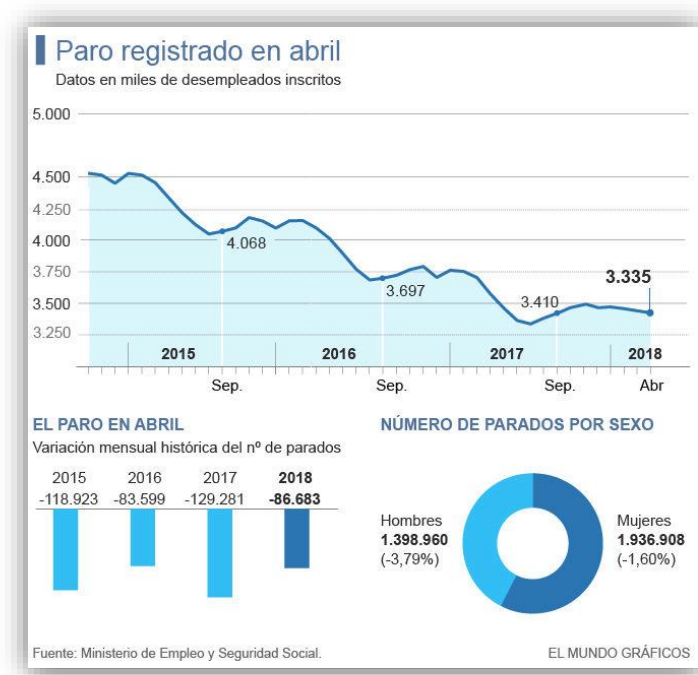 Paro registrado en abril
Datos en miles de desempleados inscritos
5.000
4.500
4.250
4.000
3.750
3.500
3.250
4.068
3.697
3.410
3.335
2015
2016
2017
2018
Sep.
Sep.
Sep.
Abr
EL PARO EN ABRIL
Variación mensual histórica del nº de parados
2015 2016 2017 2018
-118.923 -83.599 -129.281 -86.683
NÚMERO DE PARADOS POR SEXO
Hombres
1.398.960
(-3,79%)
Mujeres
1.936.908
(-1,60%)
Fuente: Ministerio de Empleo y Seguridad Social.
EL MUNDO GRÁFICOS